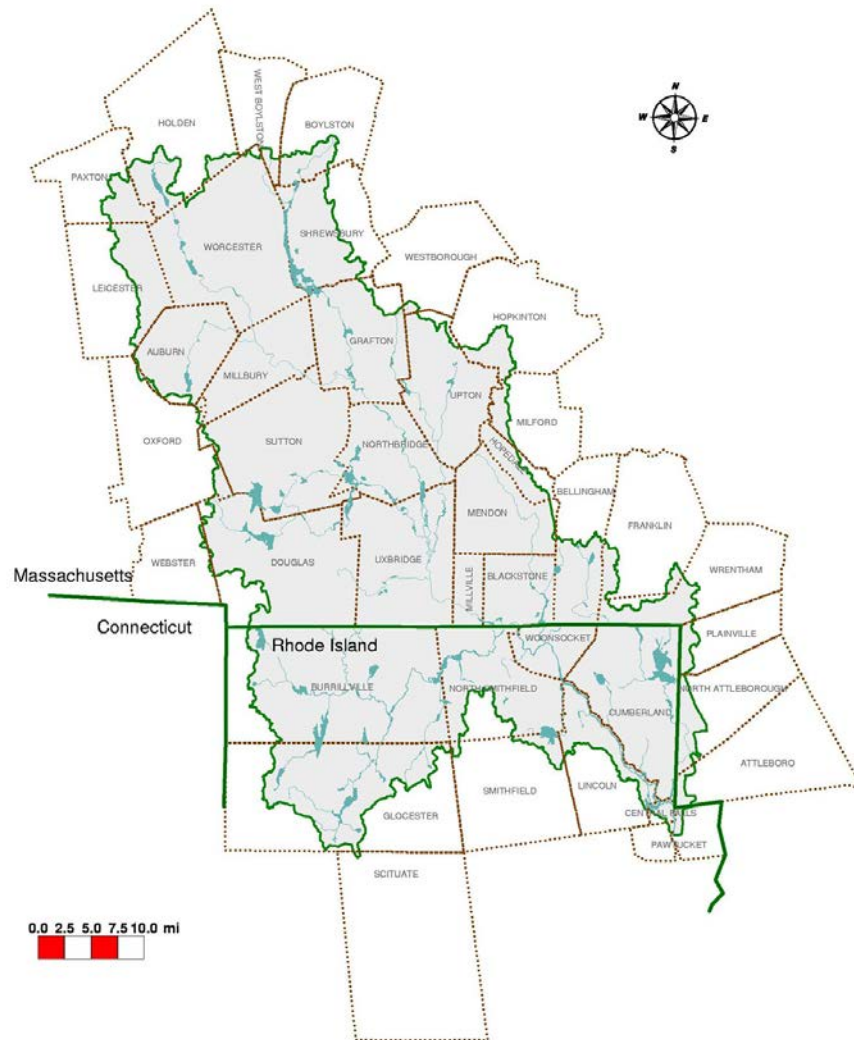 HOLDEN
WEST BOYLSTON
BOYLSTON
N
W
E
S
PAXTON
WORCESTER
SHREWSBURY
WESTBOROUGH
LEICESTER
HOPKINTON
AUBURN
GRAFTON
MILLBURY
UPTON
OXFORD
SUTTON
NORTHBRIDGE
HOPEDALE
MILFORD
BELLINGHAM
MENDON
FRANKLIN
WEBSTER
DOUGLAS
UXBRIDGE
MILLVILLE
BLACKSTONE
WRENTHAM
Massachusetts
Connecticut
Rhode Island
WOONSOCKET
PLAINVILLE
BURRILLVILLE
NORTH SMITHFIELD
NORTH ATTLEBOROUGH
CUMBERLAND
ATTLEBORO
SMITHFIELD
LINCOLN
GLOCESTER
CENTRAL FALLS
PAWTUCKET
SCITUATE
0.0 2.5 5.0 7.5 10.0 mi